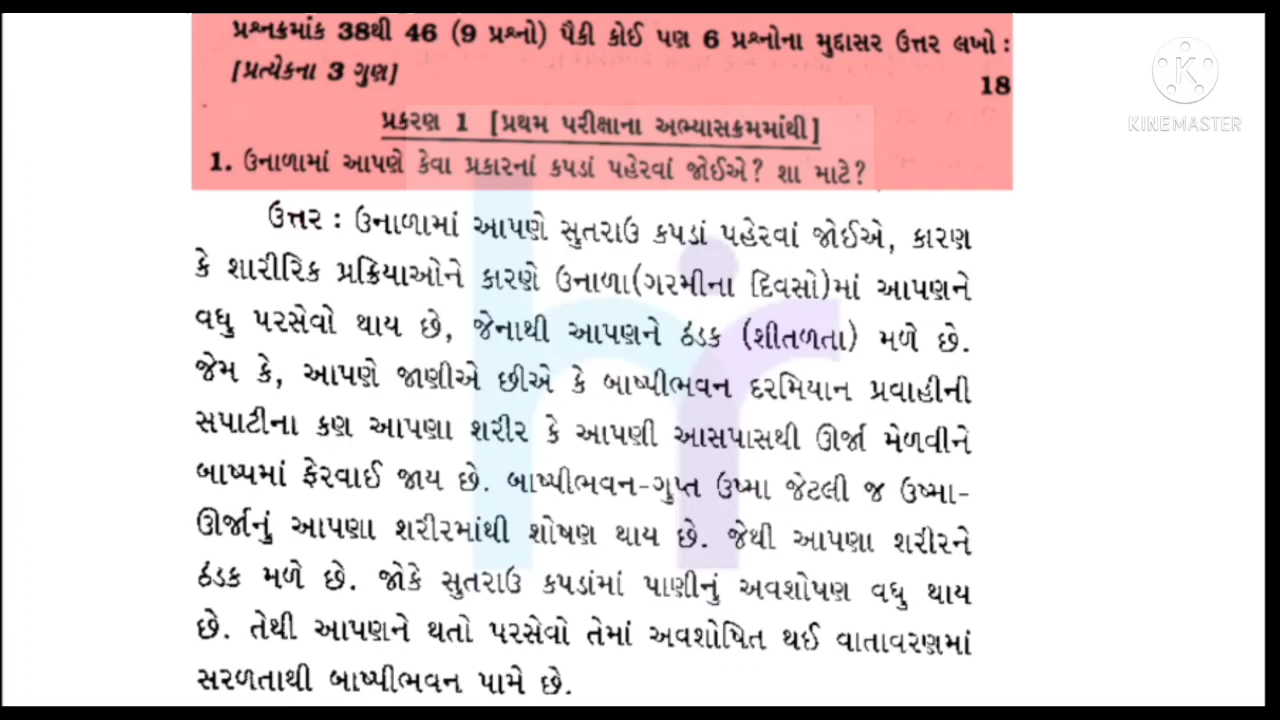 પ્રશ્નક્રમાંક 38થી 46 (9 પ્રશ્નો) પૈકી કોઈ પણ 6 પ્રશ્નોના મુદ્દાસર ઉત્તર લખો :
[પ્રત્યેકના 3 ગુણ] 18
પ્રકરણ 1 [પ્રથમ પરીક્ષાના અભ્યાસક્રમમાંથી]
1. ઉનાળામાં આપણે કેવા પ્રકારનાં કપડાં પહેરવાં જોઈએ? શા માટે?
ઉત્તર : ઉનાળામાં આપણે સુતરાઉ કપડાં પહેરવાં જોઈએ, કારણ
કે શારીરિક પ્રક્રિયાઓને કારણે ઉનાળા(ગરમીના દિવસો)માં આપણને
વધુ પરસેવો થાય છે, જેનાથી આપણને ઠંડક (શીતળતા) મળે છે.
જેમ કે, આપણે જાણીએ છીએ કે બાષ્પીભવન દરમિયાન પ્રવાહીની
સપાટીના કણ આપણા શરીર કે આપણી આસપાસથી ઊર્જા મેળવીને
બાષ્પમાં ફેરવાઈ જાય છે. બાષ્પીભવન-ગુપ્ત ઉષ્મા જેટલી જ ઉષ્મા-
ઊર્જાનું આપણા શરીરમાંથી શોષણ થાય છે. જેથી આપણા શરીરને
ઠંડક મળે છે. જોકે સુતરાઉ કપડાંમાં પાણીનું અવશોષણ વધુ થાય
છે. તેથી આપણને થતો પરસેવો તેમાં અવશોષિત થઈ વાતાવરણમાં
સરળતાથી બાષ્પીભવન પામે છે.
KINEMASTER